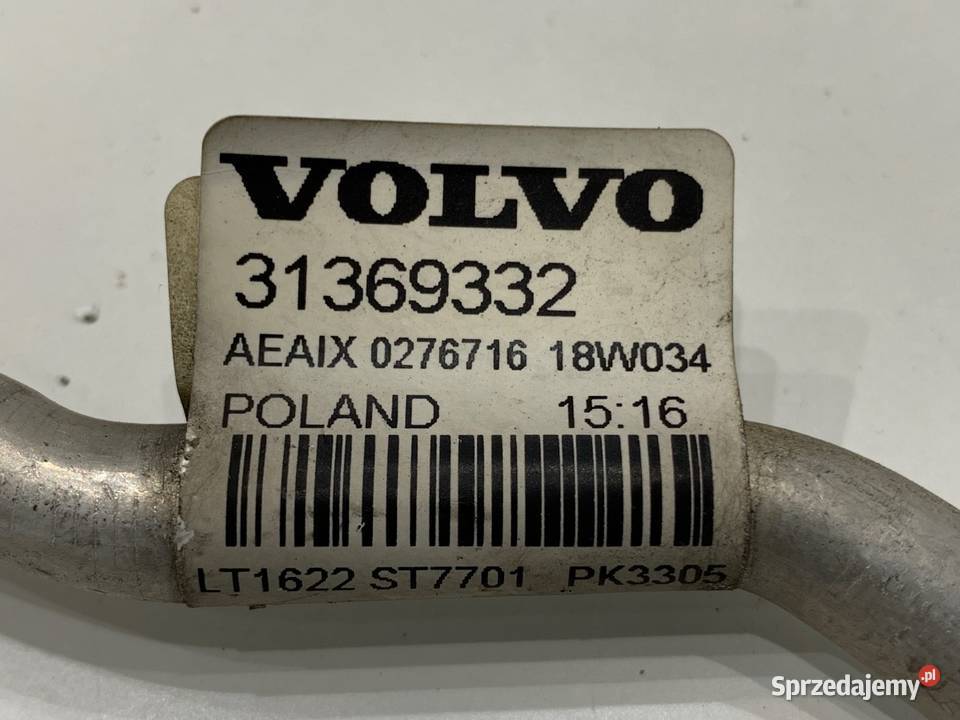 VOLVO
31369332
AEAIX 0276716 18W034
POLAND 15:16
LT1622 ST7701 PK3305
Sprzedajemy.pl